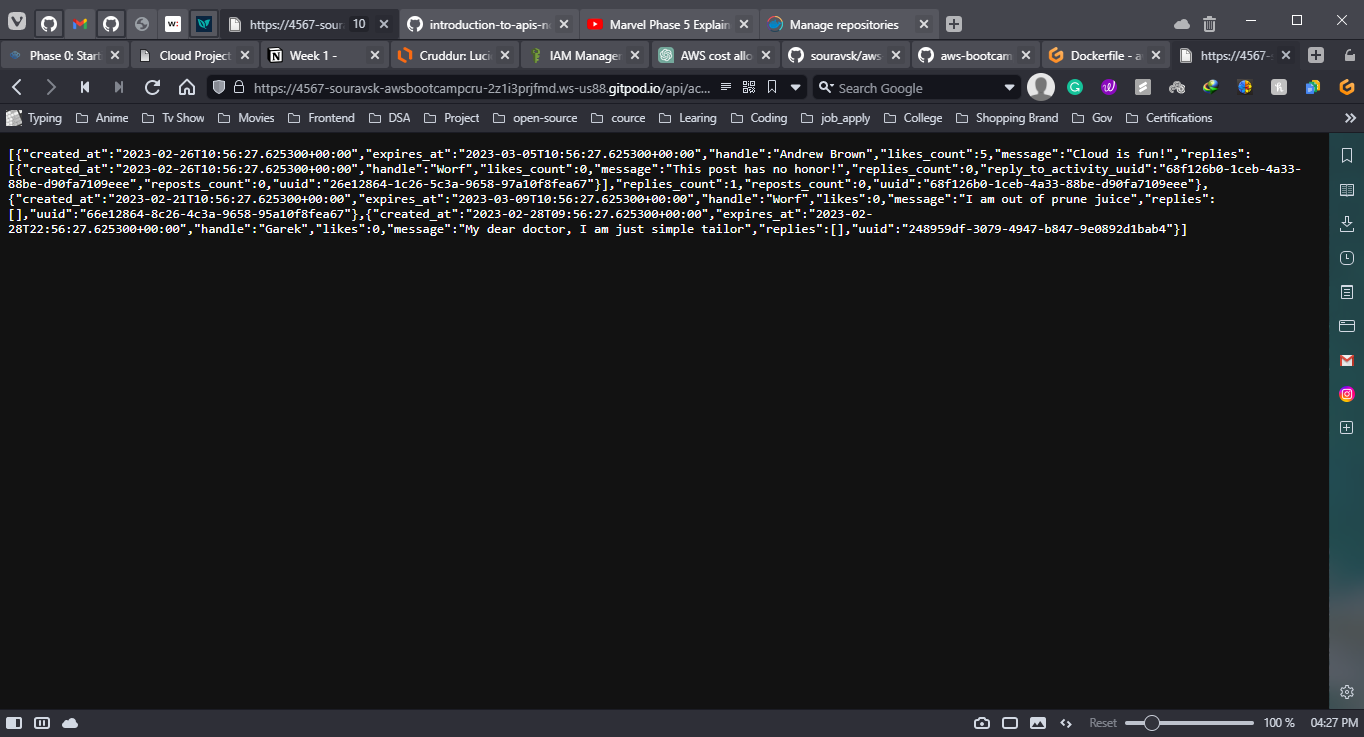 https://4567-sour 10
introduction-to-apis-n
Marvel Phase 5 Explain
Manage repositories
Phase 0: Start
Cloud Project
Week 1 -
Cruddur: Luci
IAM Manager
AWS cost allo
souravsk/aws
aws-bootcam
Dockerfile - a
https://4567-
https://4567-souravsk-awsbootcampcru-2z1i3prjfmd.ws-us88.gitpod.io/api/ac... Search Google
Typing Anime Tv Show Movies Frontend DSA Project open-source cource Learing Coding job_apply College Shopping Brand Gov Certifications
[{"created_at":"2023-02-26T10:56:27.625300+00:00","expires_at":"2023-03-05T10:56:27.625300+00:00","handle":"Andrew Brown","likes_count":5,"message":"Cloud is fun!","replies":
[{"created_at":"2023-02-26T10:56:27.625300+00:00","handle":"Worf","likes_count":0,"message":"This post has no honor!","replies_count":0,"reply_to_activity_uuid":"68f126b0-1ceb-4a33-
88be-d90fa7109eee","reposts_count":0,"uuid":"26e12864-1c26-5c3a-9658-97a10f8fea67"}],"replies_count":1,"reposts_count":0,"uuid":"68f126b0-1ceb-4a33-88be-d90fa7109eee"},
{"created_at":"2023-02-21T10:56:27.625300+00:00","expires_at":"2023-03-09T10:56:27.625300+00:00","handle":"Worf","likes":0,"message":"I am out of prune juice","replies":
[],"uuid":"66e12864-8c26-4c3a-9658-95a10f8fea67"},{"created_at":"2023-02-28T09:56:27.625300+00:00","expires_at":"2023-02-
28T22:56:27.625300+00:00","handle":"Garek","likes":0,"message":"My dear doctor, I am just simple tailor","replies":[],"uuid":"248959df-3079-4947-b847-9e0892d1bab4"}]
Reset 100 % 04:27 PM